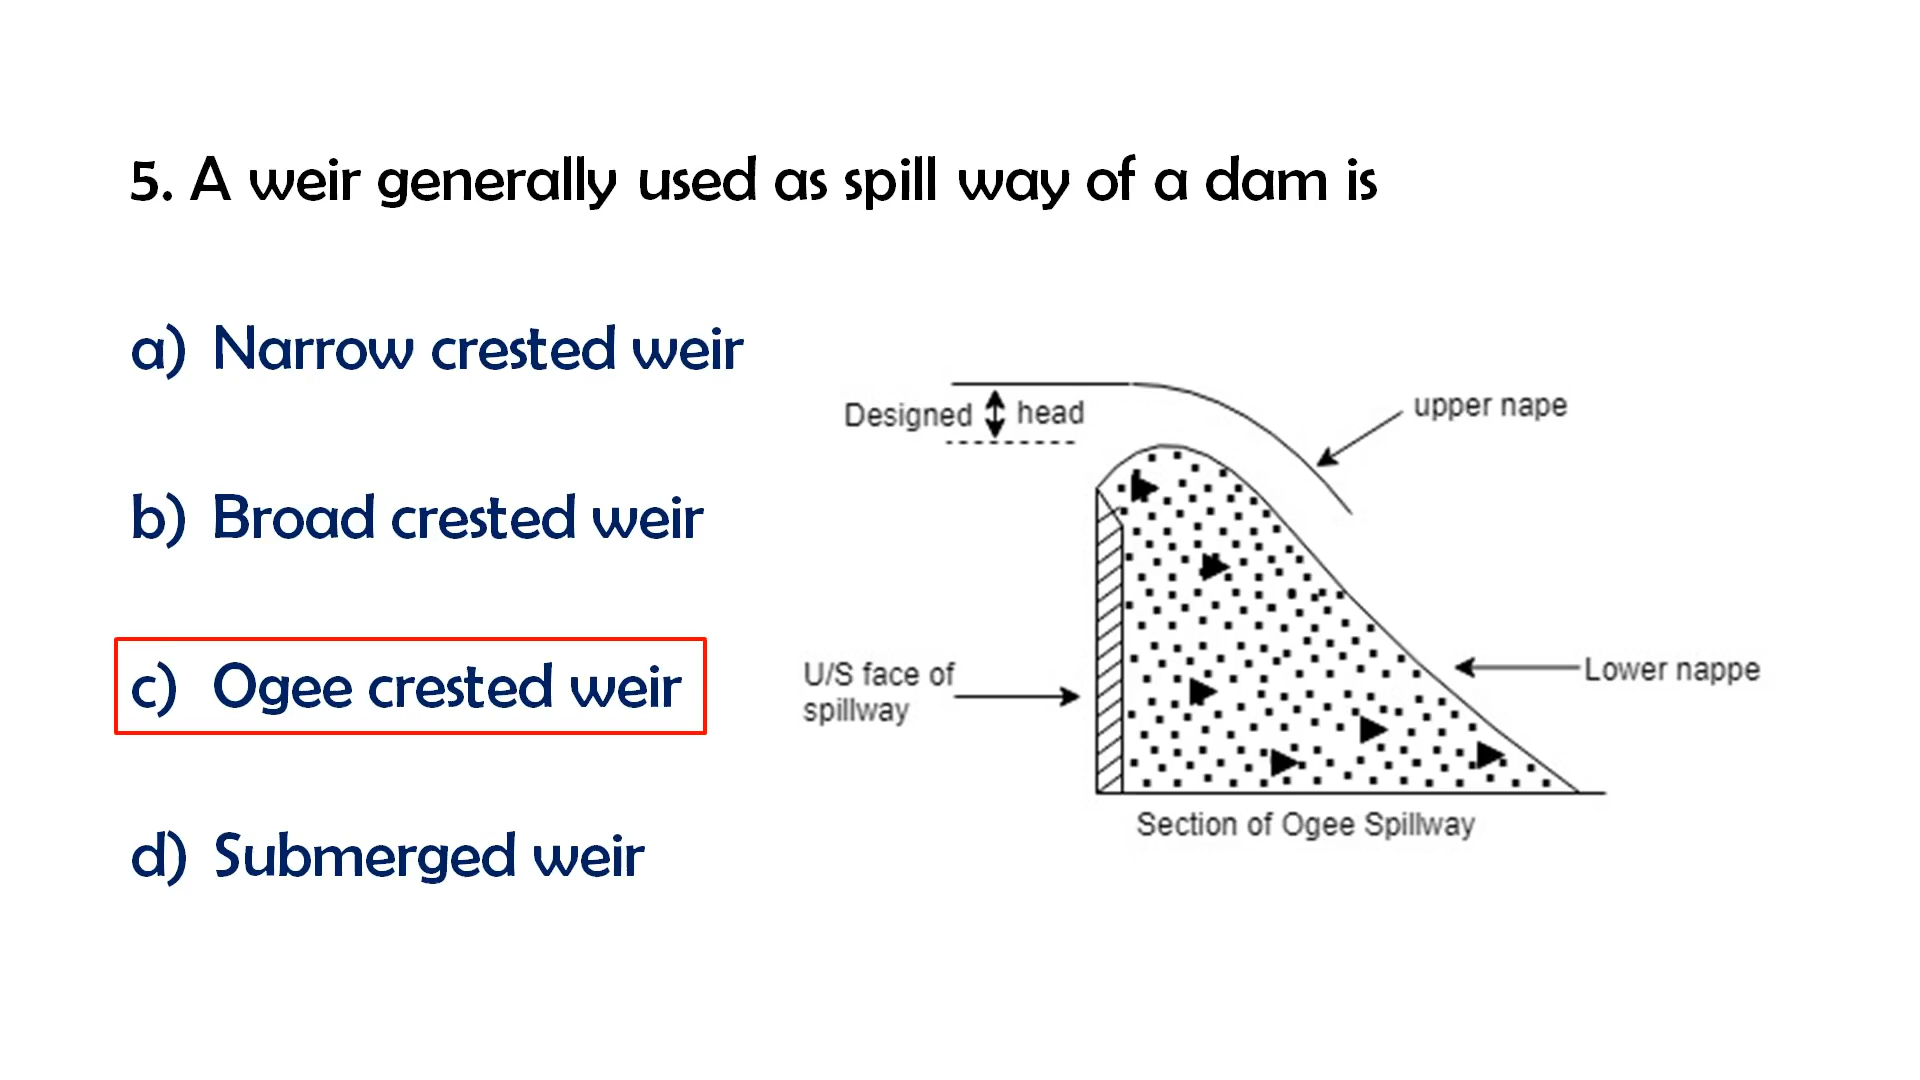 5. A weir generally used as spill way of a dam is
a) Narrow crested weir
b) Broad crested weir
c) Ogee crested weir
d) Submerged weir
Designed head
upper nape
U/S face of
spillway
Lower nappe
Section of Ogee Spillway